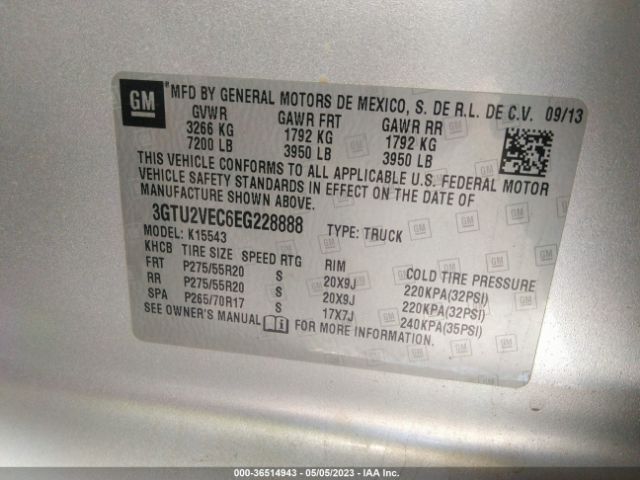 GM
*MFD BY GENERAL MOTORS DE MEXICO, S. DE R.L. DE C.V. 09/13
GVWR GAWR FRT GAWR RR
3266 KG 1792 KG 1792 KG
7200 LB 3950 LB 3950 LB
THIS VEHICLE CONFORMS TO ALL APPLICABLE U.S. FEDERAL MOTOR
VEHICLE SAFETY STANDARDS IN EFFECT ON THE DATE OF
MANUFACTURE SHOWN ABOVE.
3GTU2VEC6EG228888 TYPE: TRUCK
MODEL: K15543
KHCB TIRE SIZE SPEED RTG RIM COLD TIRE PRESSURE
FRT P275/55R20 S 20X9J 220KPA(32PSI)
RR P275/55R20 S 20X9J 220KPA(32PSI)
SPA P265/70R17 S 17X7J 240KPA(35PSI)
SEE OWNER'S MANUAL FOR MORE INFORMATION.
000-36514943 - 05/05/2023 - IAA Inc.